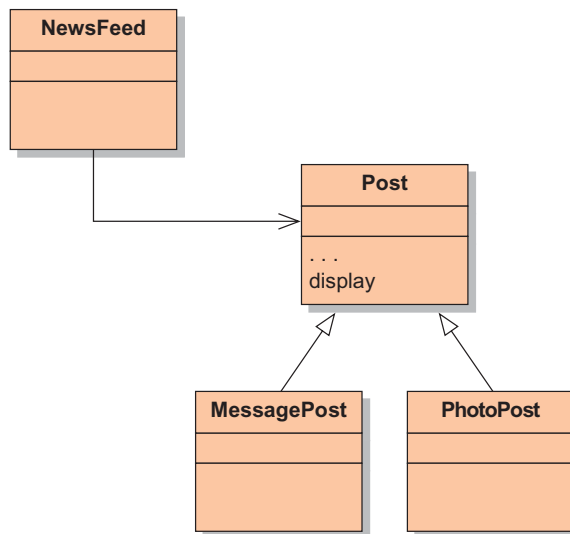 NewsFeed
Post
. . .
display
MessagePost
PhotoPost